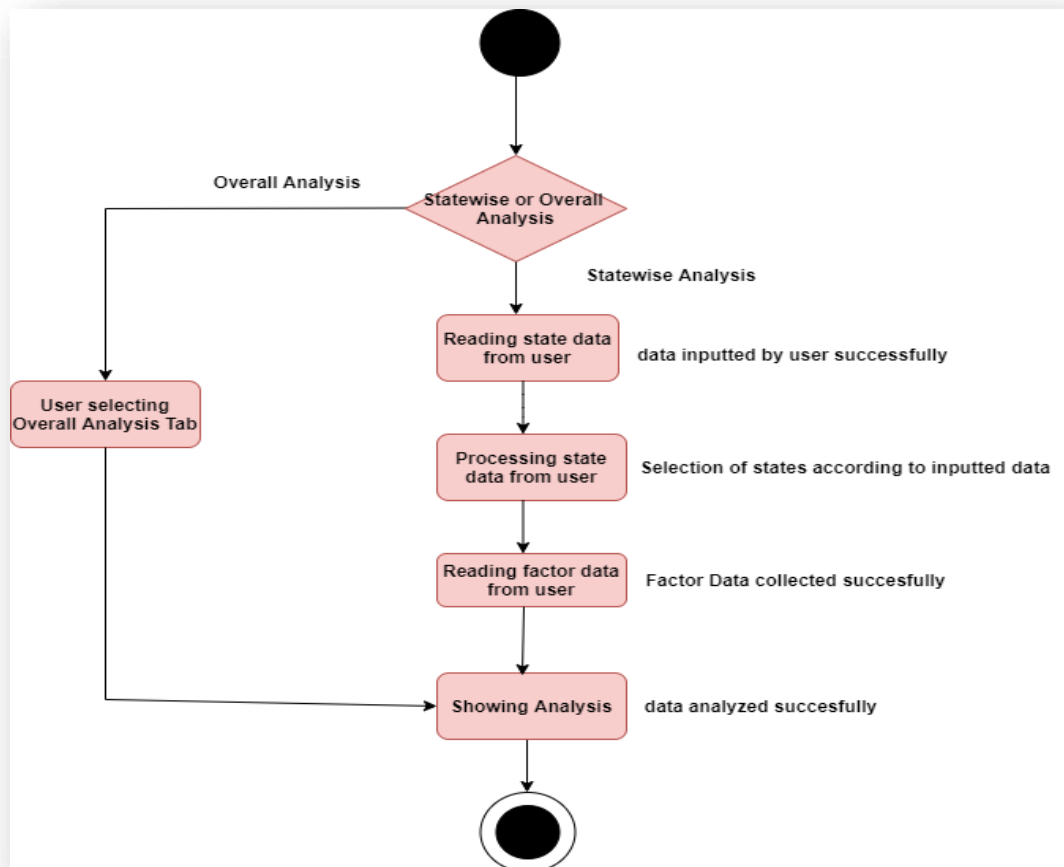 Overall Analysis
Statewise or Overall
Analysis
Statewise Analysis
Reading state data
from user
data inputted by user successfully
User selecting
Overall Analysis Tab
Processing state
data from user
Selection of states according to inputted data
Reading factor data
from user
Factor Data collected succesfully
Showing Analysis
data analyzed succesfully